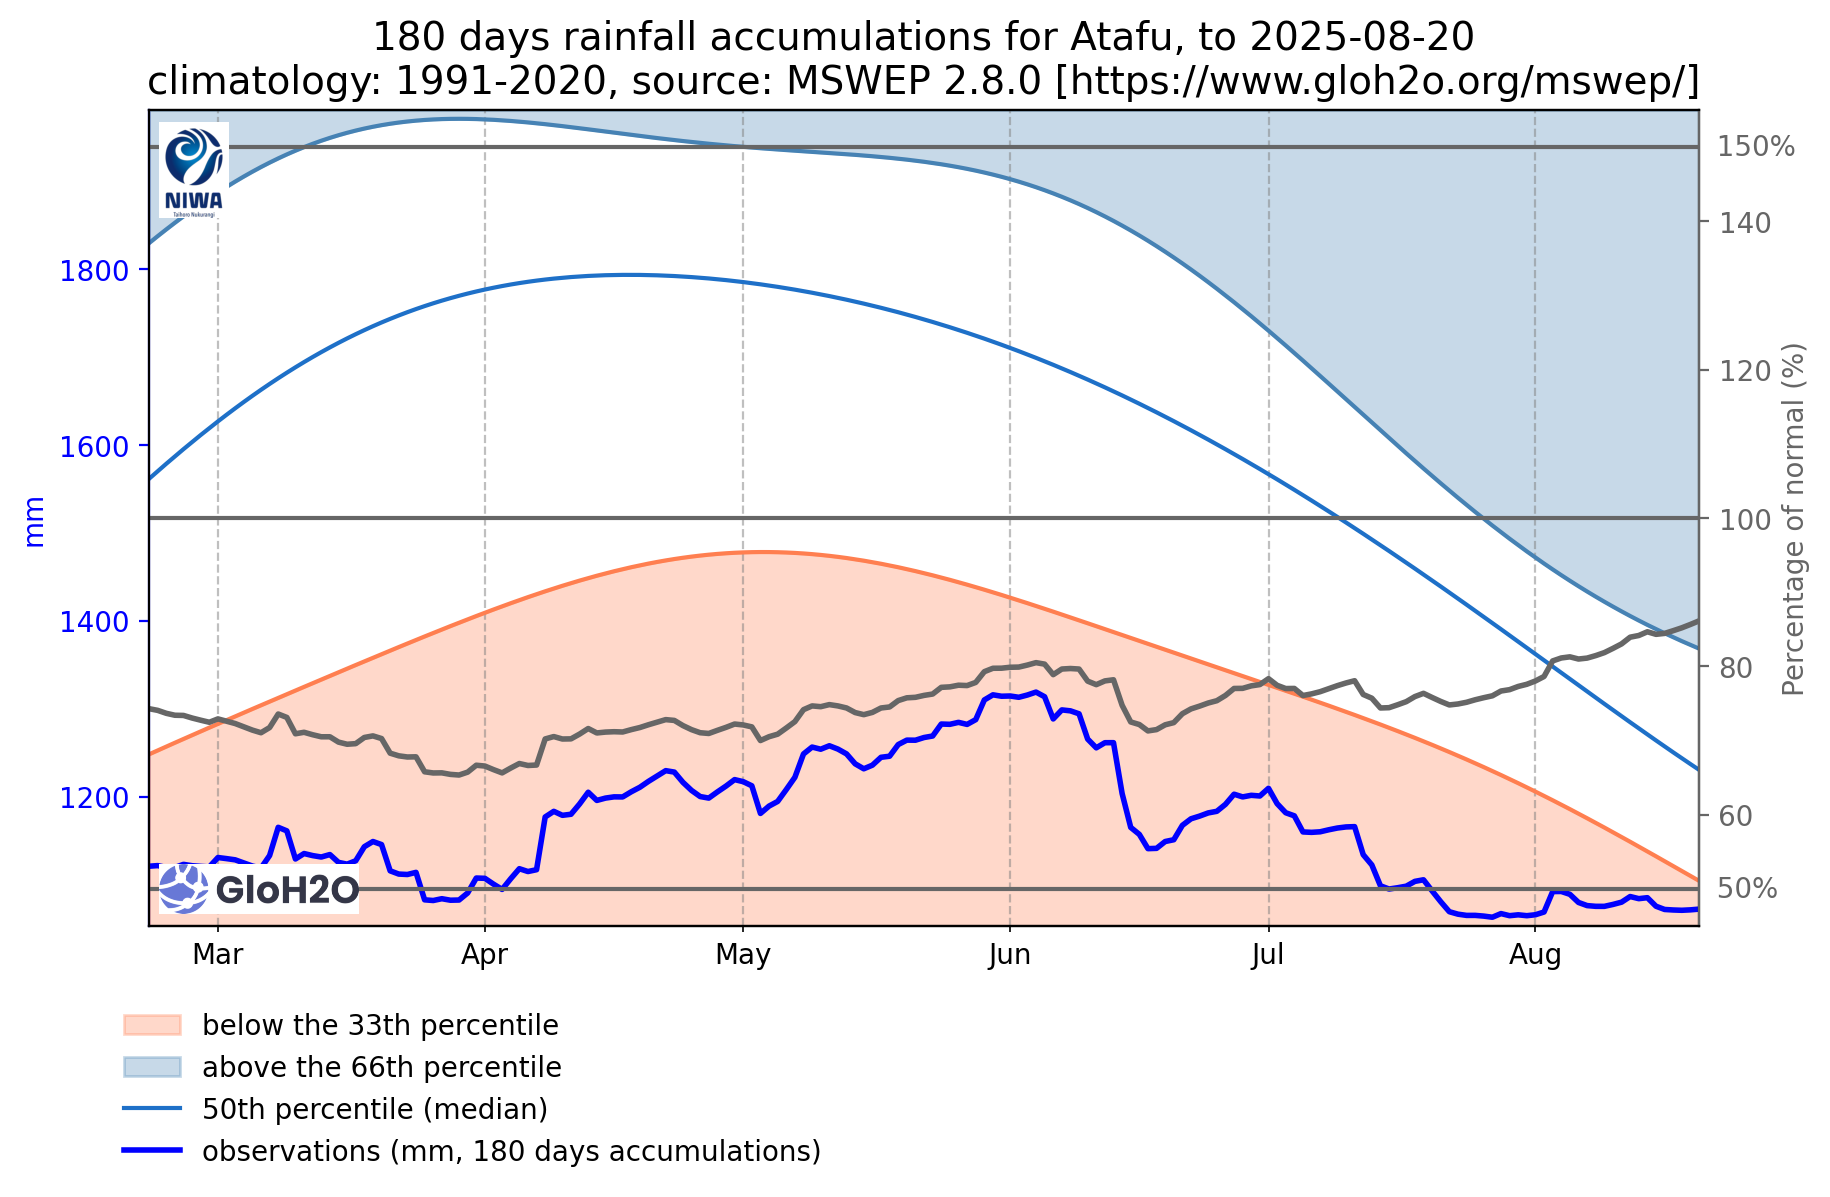 180 days rainfall accumulations for Atafu, to 2025-08-20
climatology: 1991-2020, source: MSWEP 2.8.0 [https://www.gloh2o.org/mswep/]
NIWA
Taihoro Nukurangi
150%
140
1800
120
1600
Percentage of normal (%)
mm
100
1400
80
1200
60
50%
GloH2O
Mar Apr May Jun Jul Aug
below the 33th percentile
above the 66th percentile
50th percentile (median)
observations (mm, 180 days accumulations)